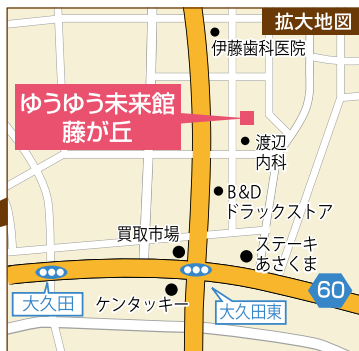 拡大地図
伊藤歯科医院
ゆうゆう未来館
藤が丘
渡辺
内科
B&D
ドラックストア
買取市場
ステーキ
あさくま
60
大久田
ケンタッキー
大久田東